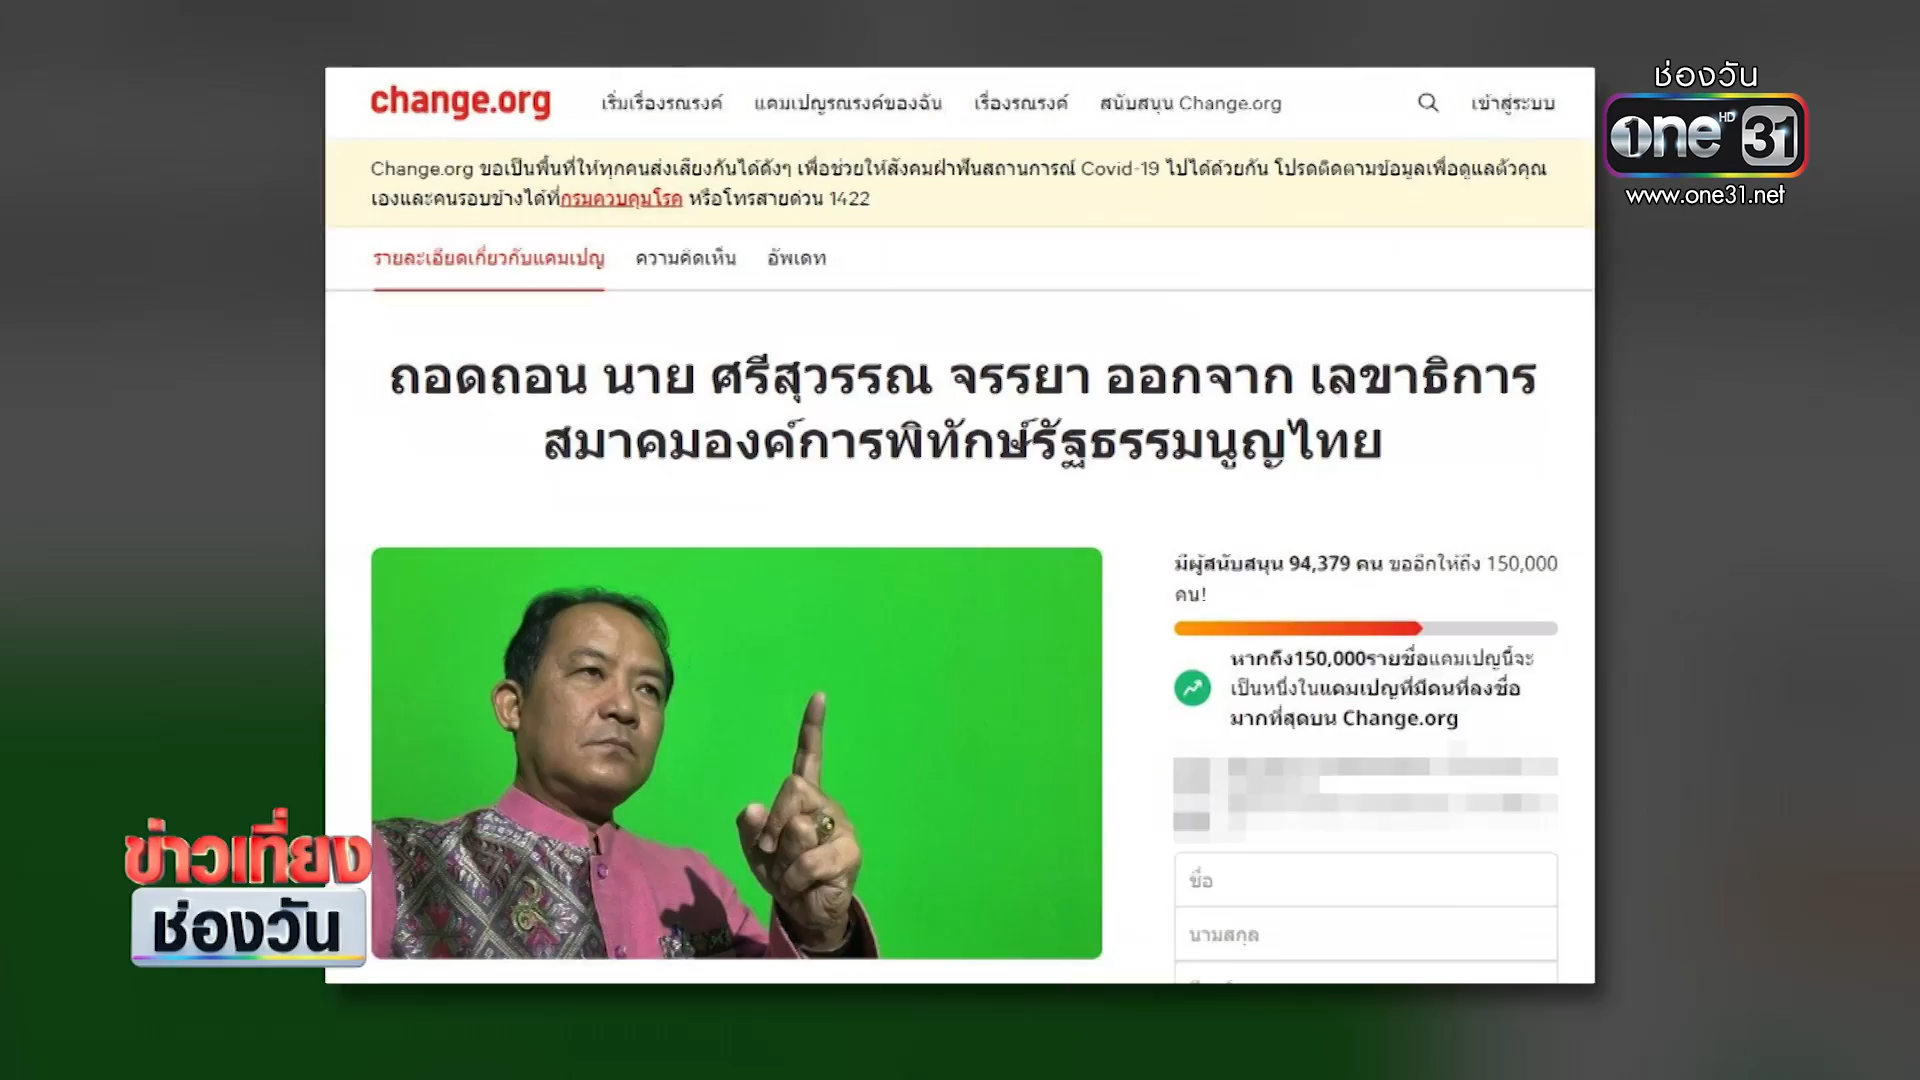 ช่องวัน
one HD 31
www.one31.net
change.org เริ่มเรื่องรณรงค์ แคมเปญรณรงค์ของฉัน เรื่องรณรงค์ สนับสนุน Change.org เข้าสู่ระบบ
Change.org ขอเป็นพื้นที่ให้ทุกคนส่งเสียงกันได้ดังๆ เพื่อช่วยให้สังคมฝ่าฟันสถานการณ์ Covid-19 ไปได้ด้วยกัน โปรดติดตามข้อมูลเพื่อดูแลตัวคุณ
เองและคนรอบข้างได้ที่กรมควบคุมโรค หรือโทรสายด่วน 1422
รายละเอียดเกี่ยวกับแคมเปญ ความคิดเห็น อัพเดท
ถอดถอน นาย ศรีสุวรรณ จรรยา ออกจาก เลขาธิการ
สมาคมองค์การพิทักษ์รัฐธรรมนูญไทย
มีผู้สนับสนุน 94,379 คน ขออีกให้ถึง 150,000
คน!
หากถึง150,000รายชื่อแคมเปญนี้จะ
เป็นหนึ่งในแคมเปญที่มีคนที่ลงชื่อ
มากที่สุดบน Change.org
ชื่อ
นามสกุล
ข่าวเที่ยง
ช่องวัน